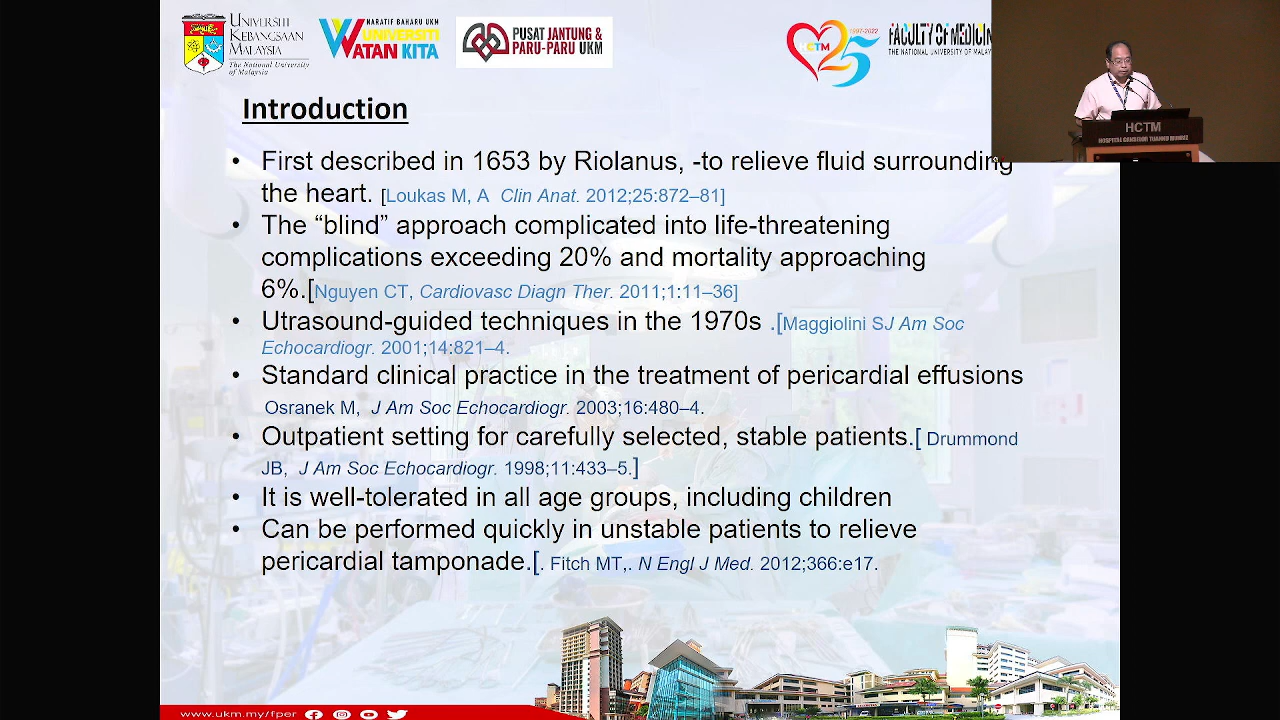 UNIVERSITI
KEBANGSAAN
MALAYSIA
The National University
of Malaysia
NARATIF BAHARU UKM
UNIVERSITI
WATAN KITA
PUSAT JANTUNG &
PARU-PARU UKM
HCTM
1997-2022
25
FACULTY OF MEDICIN
THE NATIONAL UNIVERSITY OF MALAY
HCTM
Introduction
• First described in 1653 by Riolanus, -to relieve fluid surrounding
the heart. [Loukas M, A Clin Anat. 2012;25:872–81]
• The “blind” approach complicated into life-threatening
complications exceeding 20% and mortality approaching
6%.[Nguyen CT, Cardiovasc Diagn Ther. 2011;1:11–36]
• Utrasound-guided techniques in the 1970s .[Maggiolini SJ Am Soc
Echocardiogr. 2001;14:821–4.
• Standard clinical practice in the treatment of pericardial effusions
Osranek M, J Am Soc Echocardiogr. 2003;16:480–4.
• Outpatient setting for carefully selected, stable patients.[ Drummond
JB, J Am Soc Echocardiogr. 1998;11:433–5.]
• It is well-tolerated in all age groups, including children
• Can be performed quickly in unstable patients to relieve
pericardial tamponade.[. Fitch MT,. N Engl J Med. 2012;366:e17.
www.ukm.my/fper